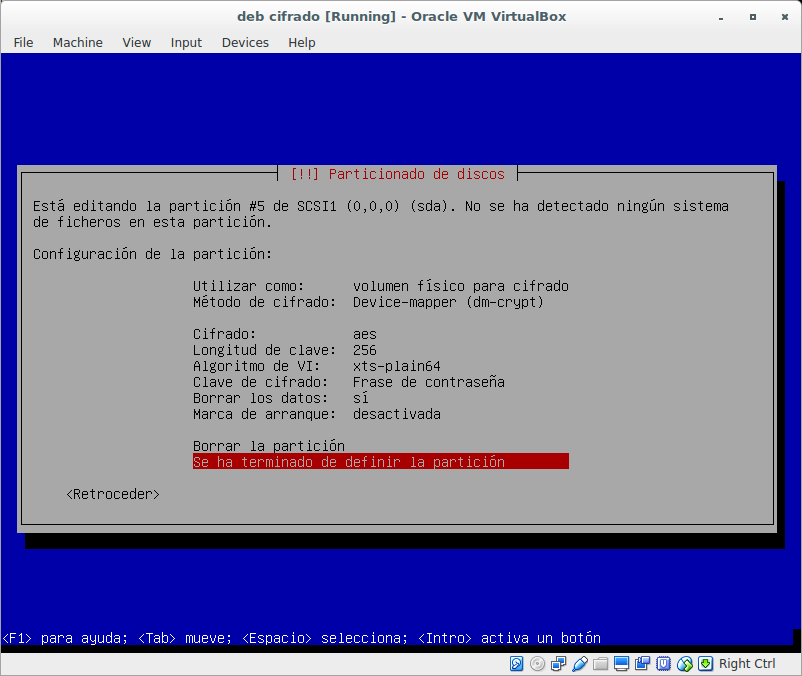 deb cifrado [Running] - Oracle VM VirtualBox
File Machine View Input Devices Help
[!!] Particionado de discos
Está editando la partición #5 de SCSI1 (0,0,0) (sda). No se ha detectado ningún sistema
de ficheros en esta partición.
Configuración de la partición:
Utilizar como: volumen físico para cifrado
Método de cifrado: Device-mapper (dm-crypt)
Cifrado: aes
Longitud de clave: 256
Algoritmo de VI: xts-plain64
Clave de cifrado: Frase de contraseña
Borrar los datos: sí
Marca de arranque: desactivada
Borrar la partición
Se ha terminado de definir la partición
<Retroceder>
<F1> para ayuda; <Tab> mueve; <Espacio> selecciona; <Intro> activa un botón
Right Ctrl